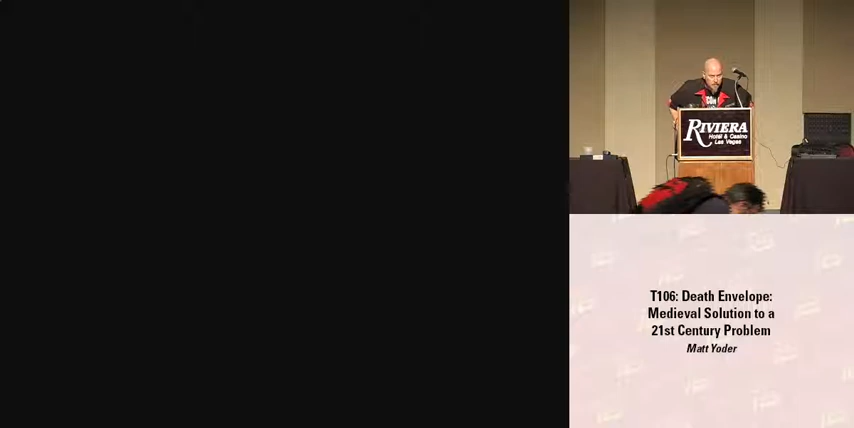 RIVIERA
Hotel & Casino
Las Vegas
T106: Death Envelope:
Medieval Solution to a
21st Century Problem
Matt Yoder